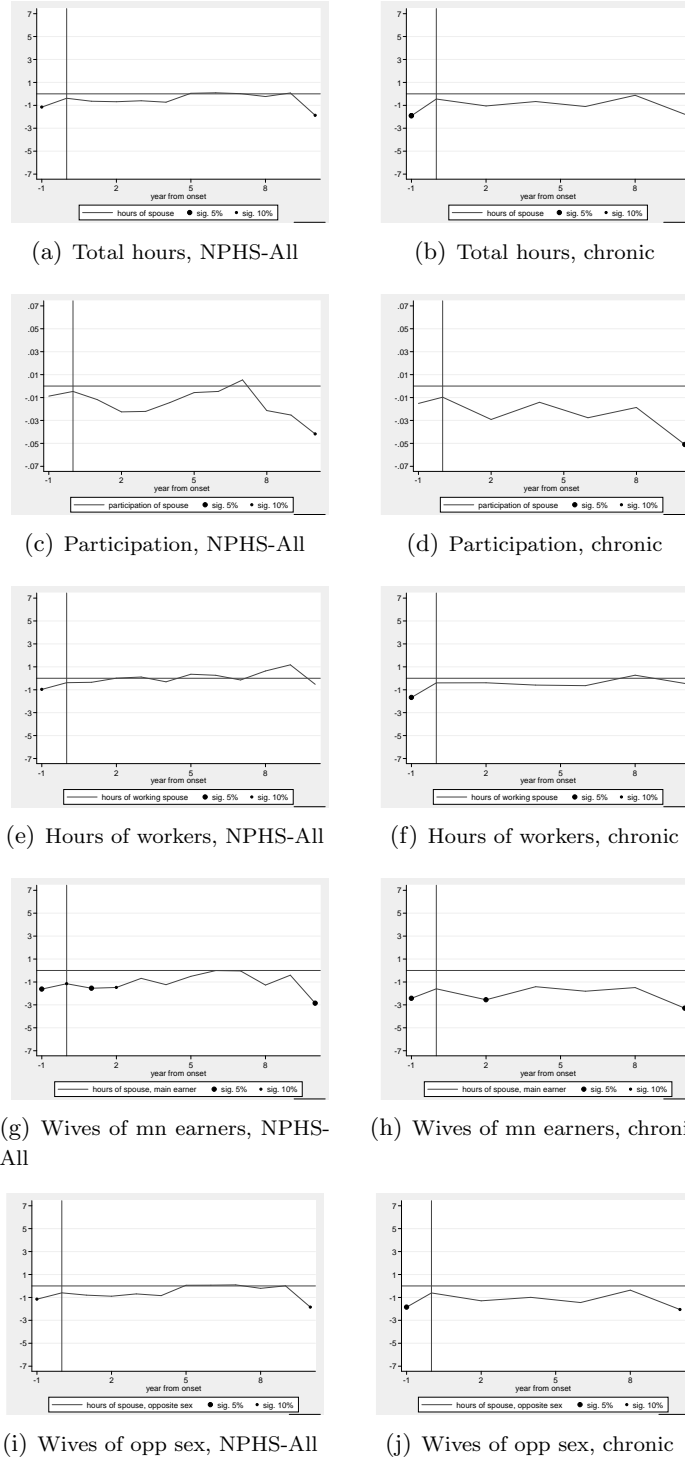 7
5
3
1
-1
-3
-5
-7
-1 2 5 8
year from onset
hours of spouse sig. 5% sig. 10%
(a) Total hours, NPHS-All
7
5
3
1
-1
-3
-5
-7
-1 2 5 8
year from onset
hours of spouse sig. 5% sig. 10%
(b) Total hours, chronic
.07
.05
.03
.01
-.01
-.03
-.05
-.07
-1 2 5 8
year from onset
participation of spouse sig. 5% sig. 10%
(c) Participation, NPHS-All
.07
.05
.03
.01
-.01
-.03
-.05
-.07
-1 2 5 8
year from onset
participation of spouse sig. 5% sig. 10%
(d) Participation, chronic
7
5
3
1
-1
-3
-5
-7
-1 2 5 8
year from onset
hours of working spouse sig. 5% sig. 10%
(e) Hours of workers, NPHS-All
7
5
3
1
-1
-3
-5
-7
-1 2 5 8
year from onset
hours of working spouse sig. 5% sig. 10%
(f) Hours of workers, chronic
7
5
3
1
-1
-3
-5
-7
-1 2 5 8
year from onset
hours of spouse, main earner sig. 5% sig. 10%
(g) Wives of mn earners, NPHS-
All
7
5
3
1
-1
-3
-5
-7
-1 2 5 8
year from onset
hours of spouse, main earner sig. 5% sig. 10%
(h) Wives of mn earners, chroni
7
5
3
1
-1
-3
-5
-7
-1 2 5 8
year from onset
hours of spouse, opposite sex sig. 5% sig. 10%
(i) Wives of opp sex, NPHS-All
7
5
3
1
-1
-3
-5
-7
-1 2 5 8
year from onset
hours of spouse, opposite sex sig. 5% sig. 10%
(j) Wives of opp sex, chronic